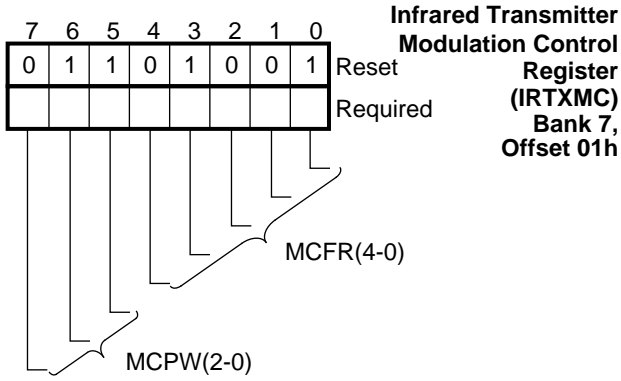 Infrared Transmitter
Modulation Control
Register
(IRTXMC)
Bank 7,
Offset 01h
7 6 5 4 3 2 1 0
0 1 1 0 1 0 0 1 Reset
Required
MCFR(4-0)
MCPW(2-0)